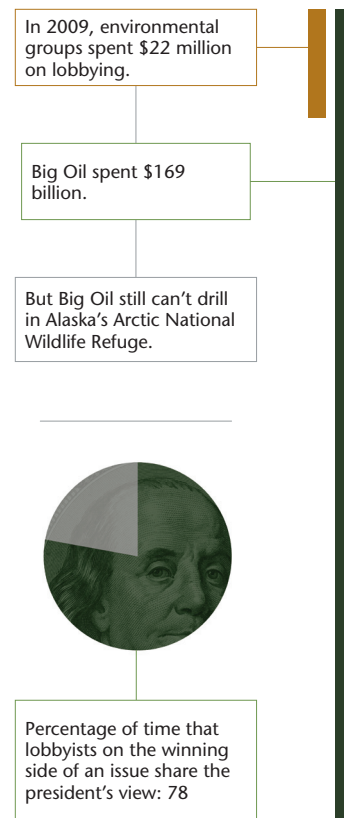 In 2009, environmental
groups spent $22 million
on lobbying.
Big Oil spent $169
billion.
But Big Oil still can’t drill
in Alaska’s Arctic National
Wildlife Refuge.
Percentage of time that
lobbyists on the winning
side of an issue share the
president’s view: 78